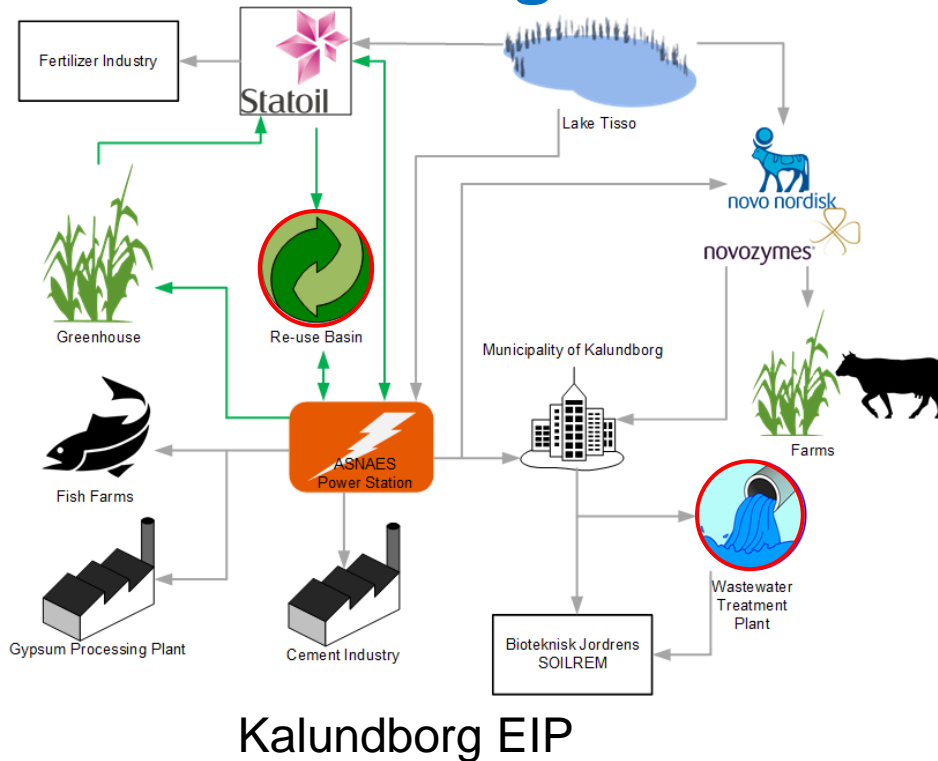 Fertilizer Industry
Statoil
Lake Tisso
novo nordisk
novozymes
Greenhouse
Re-use Basin
Municipality of Kalundborg
Farms
ASNAES
Power Station
Fish Farms
Wastewater
Treatment
Plant
Gypsum Processing Plant
Cement Industry
Bioteknisk Jordrens
SOILREM
Kalundborg EIP